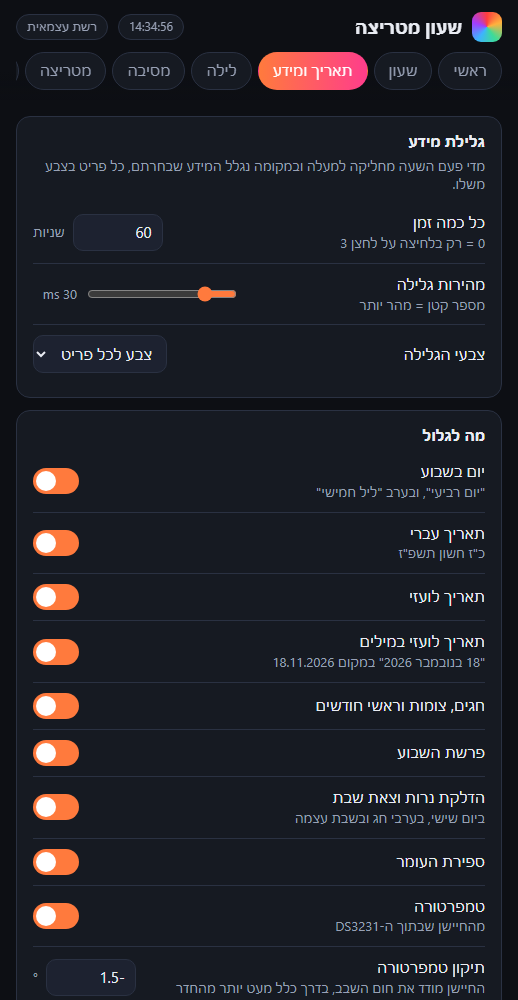 שעון מטריצה
14:34:56
רשת עצמאית
ראשי
שעון
תאריך ומידע
לילה
מסיבה
מטריצה
גלילת מידע
מדי פעם השעה מחליקה למעלה ובמקומה נגלל המידע שבחרתם, כל פריט בצבע
משלו.
כל כמה זמן
0 = רק בלחיצה על לחצן 3
60
שניות
מהירות גלילה
מספר קטן = מהר יותר
30 ms
צבעי הגלילה
צבע לכל פריט
מה לגלול
יום בשבוע
"יום רביעי", ובערב "ליל חמישי"
תאריך עברי
כ"ז חשון תשפ"ז
תאריך לועזי
תאריך לועזי במילים
"18 בנובמבר 2026" במקום 18.11.2026
חגים, צומות וראשי חודשים
פרשת השבוע
הדלקת נרות וצאת שבת
ביום שישי, בערבי חג ובשבת עצמה
ספירת העומר
טמפרטורה
מהחיישן שבתוך ה-DS3231
תיקון טמפרטורה
החיישן מודד את חום השבב, בדרך כלל מעט יותר מהחדר
-1.5
°